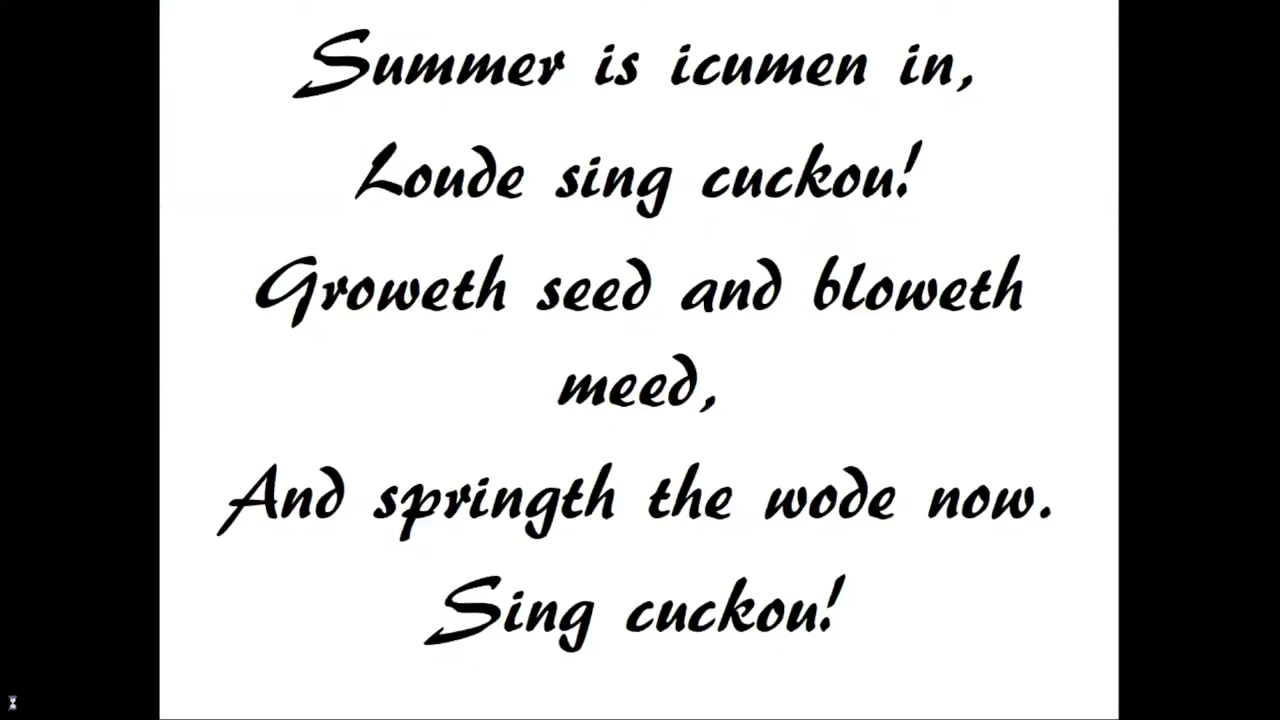 Summer is icumen in,
Loude sing cuckou!
Groweth seed and bloweth
meed,
And springth the wode now.
Sing cuckou!